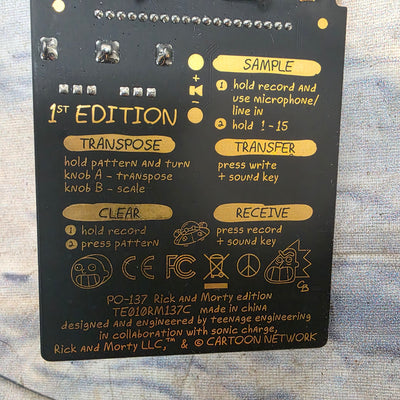 SAMPLE
+
1 hold record and
use microphone/
line in
-
2 hold 1-15
1ST EDITION
TRANSPOSE
hold pattern and turn
knob A - transpose
knob B - scale
TRANSFER
press write
+ sound key
CLEAR
1 hold record
2 press pattern
RECEIVE
press record
+ sound key
CE FC
PO-137 Rick and Morty edition
TE010RM137C made in china
designed and engineered by teenage engineering
in collaboration with sonic charge,
Rick and Morty LLC,™ & © CARTOON NETWORK